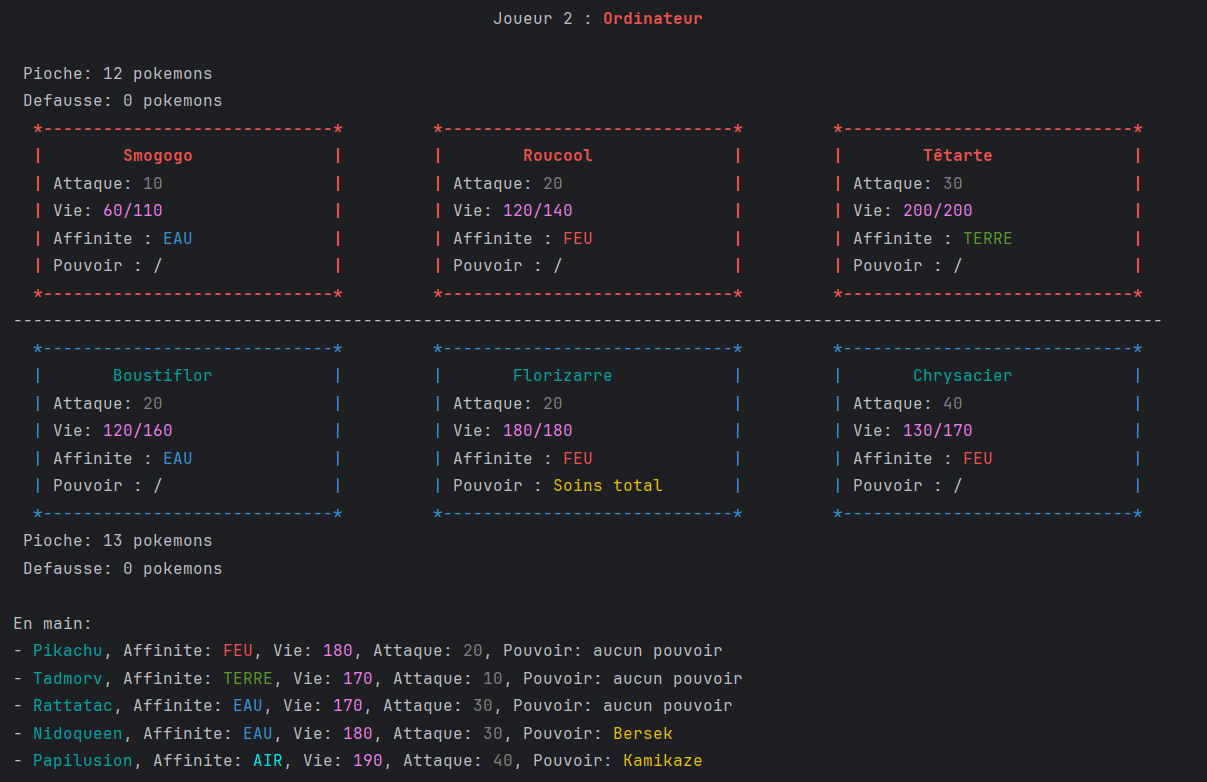 Joueur 2 : Ordinateur
Pioche: 12 pokemons
Defausse: 0 pokemons
*-----------------------------*         *-----------------------------*         *-----------------------------*
|        Smogogo              |         |        Roucool              |         |        Têtarte              |
| Attaque: 10                 |         | Attaque: 20                 |         | Attaque: 30                 |
| Vie: 60/110                 |         | Vie: 120/140                |         | Vie: 200/200                |
| Affinite : EAU              |         | Affinite : FEU              |         | Affinite : TERRE            |
| Pouvoir : /                 |         | Pouvoir : /                 |         | Pouvoir : /                 |
*-----------------------------*         *-----------------------------*         *-----------------------------*
-------------------------------------------------------------------------------------------------------------------
*-----------------------------*         *-----------------------------*         *-----------------------------*
|       Boustiflor            |         |       Florizarre            |         |       Chrysacier            |
| Attaque: 20                 |         | Attaque: 20                 |         | Attaque: 40                 |
| Vie: 120/160                |         | Vie: 180/180                |         | Vie: 130/170                |
| Affinite : EAU              |         | Affinite : FEU              |         | Affinite : FEU              |
| Pouvoir : /                 |         | Pouvoir : Soins total       |         | Pouvoir : /                 |
*-----------------------------*         *-----------------------------*         *-----------------------------*
Pioche: 13 pokemons
Defausse: 0 pokemons
En main:
- Pikachu, Affinite: FEU, Vie: 180, Attaque: 20, Pouvoir: aucun pouvoir
- Tadmorv, Affinite: TERRE, Vie: 170, Attaque: 10, Pouvoir: aucun pouvoir
- Rattatac, Affinite: EAU, Vie: 170, Attaque: 30, Pouvoir: aucun pouvoir
- Nidoqueen, Affinite: EAU, Vie: 180, Attaque: 30, Pouvoir: Bersek
- Papilusion, Affinite: AIR, Vie: 190, Attaque: 40, Pouvoir: Kamikaze